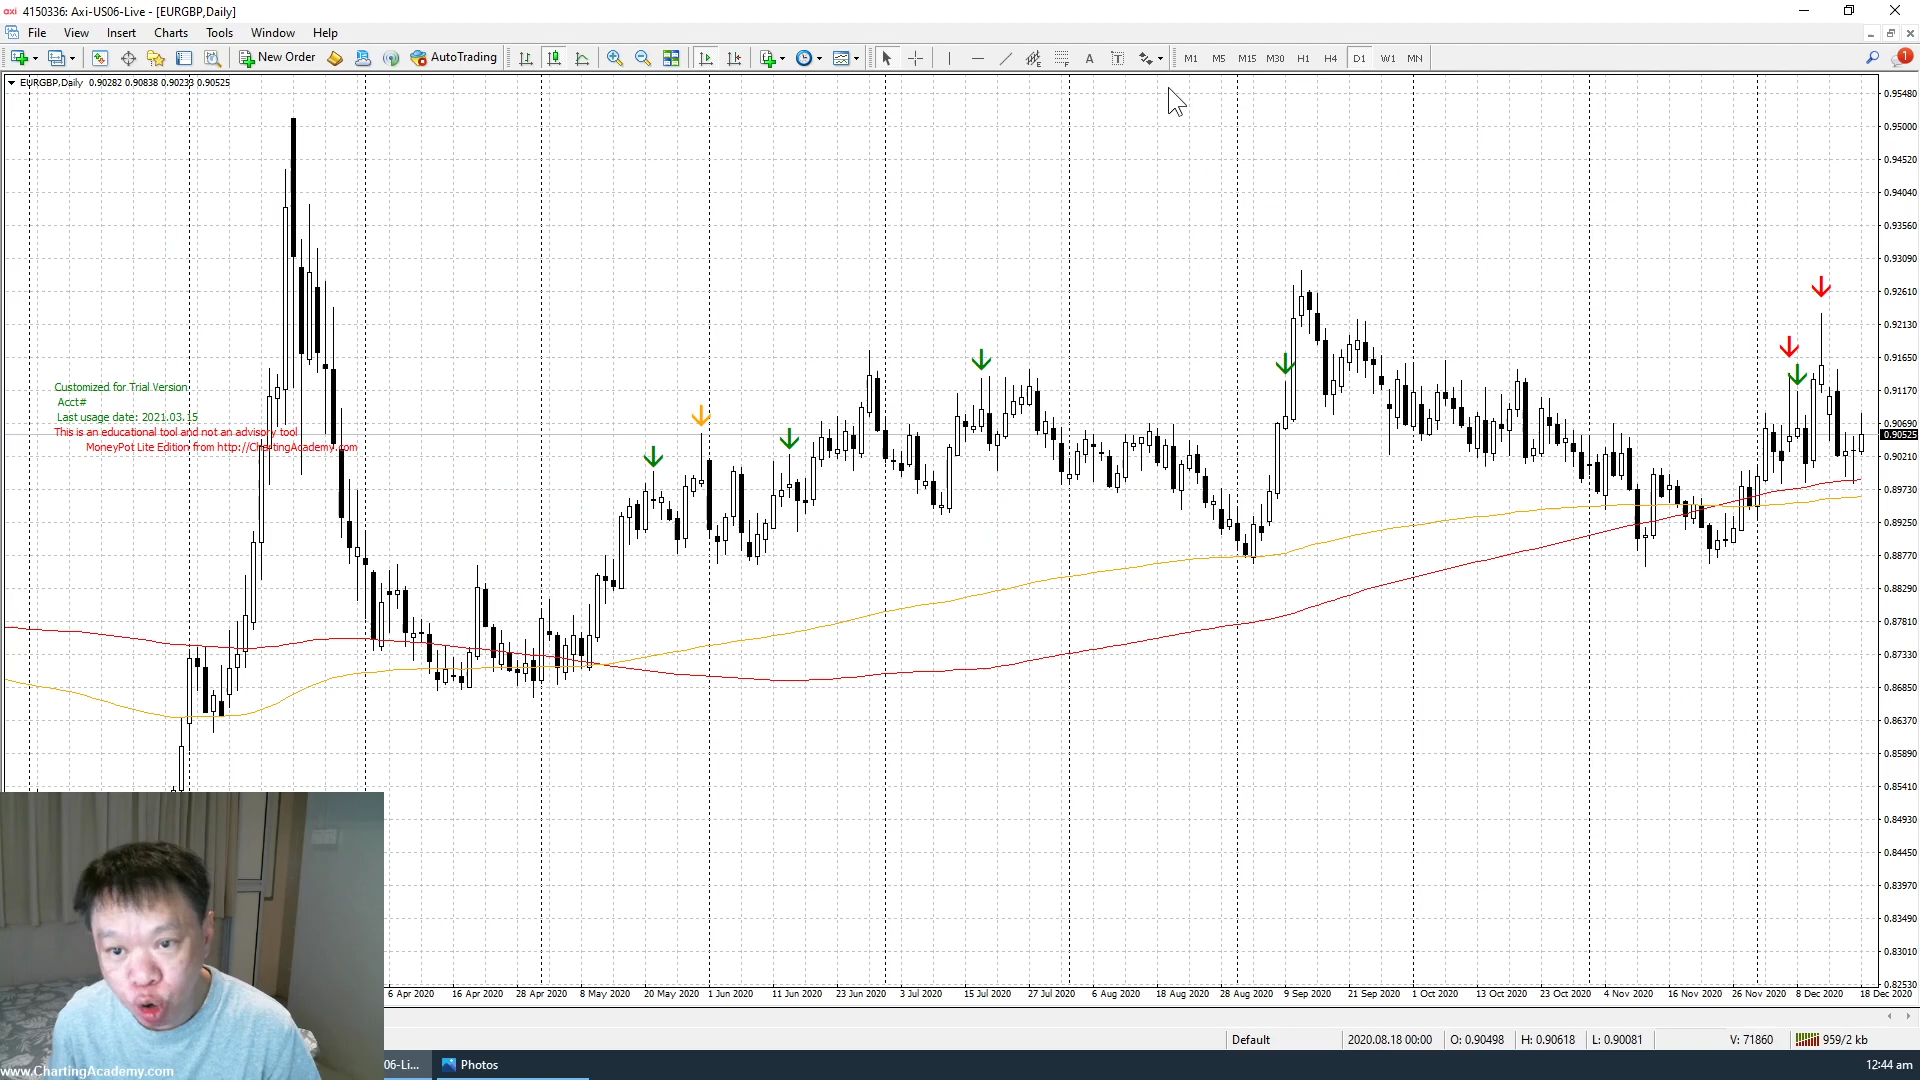 axi 4150336: Axi-US06-Live - [EURGBP,Daily]
File View Insert Charts Tools Window Help
New Order AutoTrading A T M1 M5 M15 M30 H1 H4 D1 W1 MN 1
EURGBP,Daily 0.90282 0.90838 0.90233 0.90525
0.95480
0.95000
0.94520
0.94040
0.93560
0.93090
0.92610
0.92130
0.91650
0.91170
0.90690
0.90525
0.90210
0.89730
0.89250
0.88770
0.88290
0.87810
0.87330
0.86850
0.86370
0.85890
0.85410
0.84930
0.84450
0.83970
0.83490
0.83010
0.82530
Customized for Trial Version
Acct#
Last usage date: 2021.03.15
This is an educational tool and not an advisory tool
MoneyPot Lite Edition from http://ChartingAcademy.com
6 Apr 2020 16 Apr 2020 28 Apr 2020 8 May 2020 20 May 2020 1 Jun 2020 11 Jun 2020 23 Jun 2020 3 Jul 2020 15 Jul 2020 27 Jul 2020 6 Aug 2020 18 Aug 2020 28 Aug 2020 9 Sep 2020 21 Sep 2020 1 Oct 2020 13 Oct 2020 23 Oct 2020 4 Nov 2020 16 Nov 2020 26 Nov 2020 8 Dec 2020 18 Dec 2020
Default 2020.08.18 00:00 O: 0.90498 H: 0.90618 L: 0.90081 V: 71860 959/2 kb
06-Li... Photos 12:44 am
www.ChartingAcademy.com